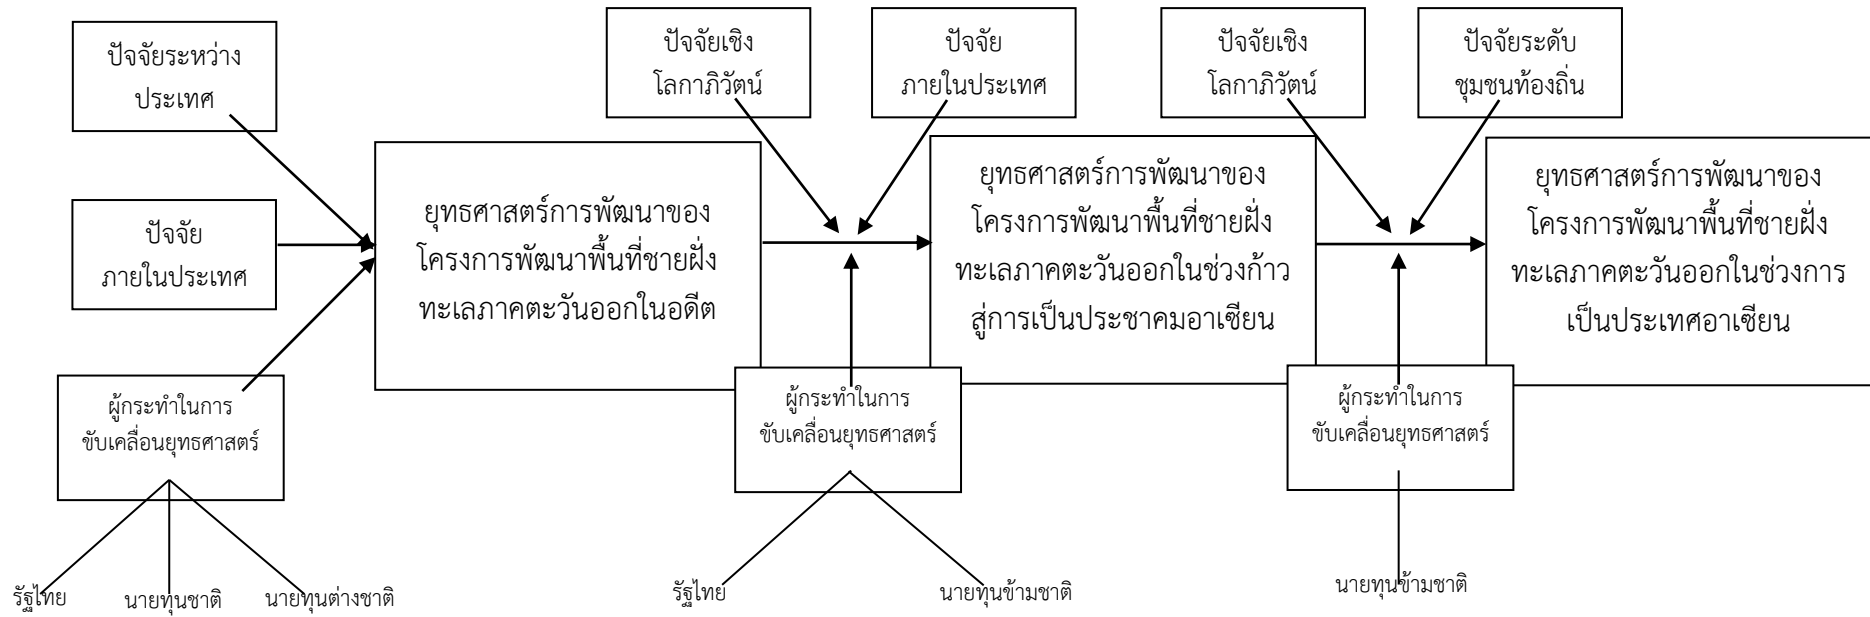 ปัจจัยระหว่าง
ประเทศ
ปัจจัย
ภายในประเทศ
ผู้กระทำในการ
ขับเคลื่อนยุทธศาสตร์
รัฐไทย
นายทุนชาติ
นายทุนต่างชาติ
ยุทธศาสตร์การพัฒนาของ
โครงการพัฒนาพื้นที่ชายฝั่ง
ทะเลภาคตะวันออกในอดีต
ปัจจัยเชิง
โลกาภิวัตน์
ปัจจัย
ภายในประเทศ
ผู้กระทำในการ
ขับเคลื่อนยุทธศาสตร์
รัฐไทย
นายทุนข้ามชาติ
ยุทธศาสตร์การพัฒนาของ
โครงการพัฒนาพื้นที่ชายฝั่ง
ทะเลภาคตะวันออกในช่วงก้าว
สู่การเป็นประชาคมอาเซียน
ปัจจัยเชิง
โลกาภิวัตน์
ปัจจัยระดับ
ชุมชนท้องถิ่น
ผู้กระทำในการ
ขับเคลื่อนยุทธศาสตร์
นายทุนข้ามชาติ
ยุทธศาสตร์การพัฒนาของ
โครงการพัฒนาพื้นที่ชายฝั่ง
ทะเลภาคตะวันออกในช่วงการ
เป็นประเทศอาเซียน